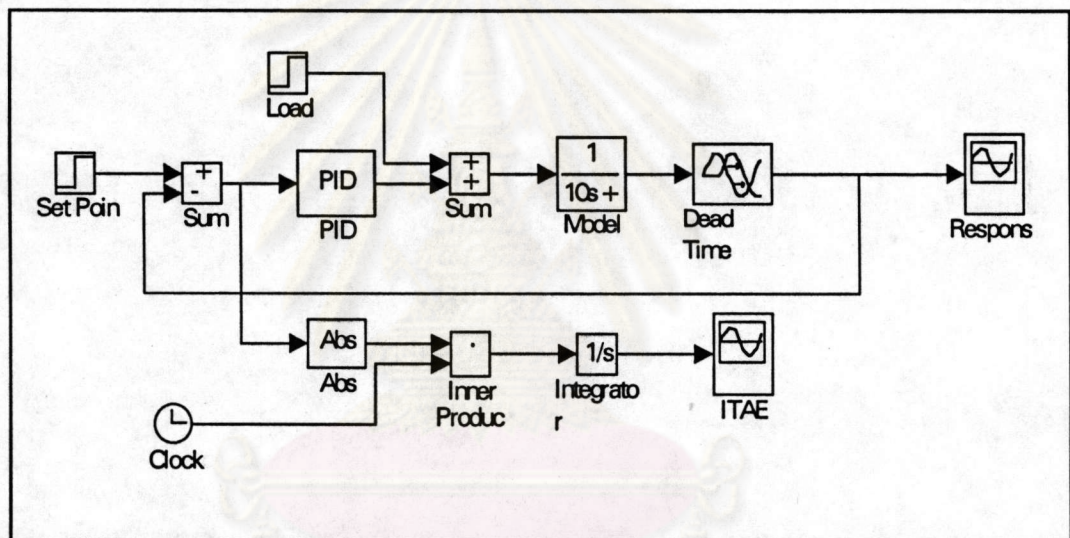 Load
Set Poin
+
-
Sum
PID
PID
+
+
Sum
1
10s +
Model
Dead
Time
Respons
Abs
Abs
.
Inner
Produc
1/s
Integrato
r
ITAE
Clock